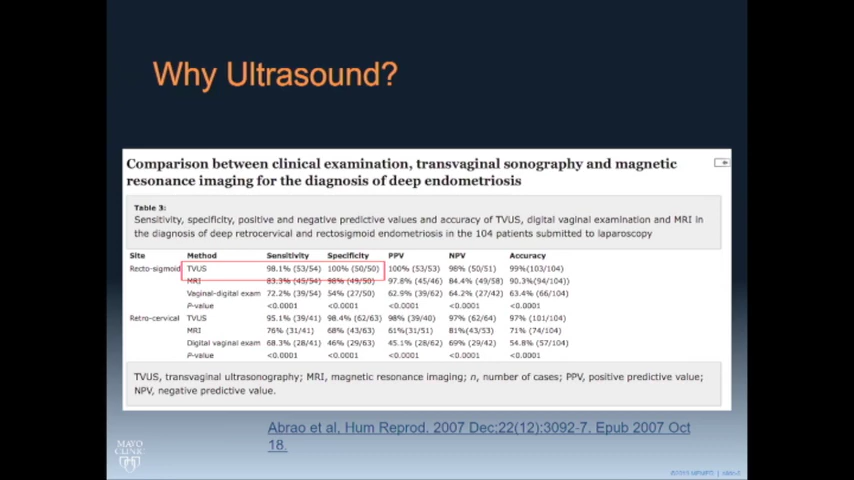 Why Ultrasound?
Comparison between clinical examination, transvaginal sonography and magnetic
resonance imaging for the diagnosis of deep endometriosis
Table 3:
Sensitivity, specificity, positive and negative predictive values and accuracy of TVUS, digital vaginal examination and MRI in
the diagnosis of deep retrocervical and rectosigmoid endometriosis in the 104 patients submitted to laparoscopy
Site Method Sensitivity Specificity PPV NPV Accuracy
Recto-sigmoid TVUS 98.1% (53/54) 100% (50/50) 100% (53/53) 98% (50/51) 99%(103/104)
MRI 83.3% (45/54) 98% (49/50) 97.8% (45/46) 84.4% (49/58) 90.3%(94/104))
Vaginal-digital exam 72.2% (39/54) 54% (27/50) 62.9% (39/62) 64.2% (27/42) 63.4% (66/104)
P-value <0.0001 <0.0001 <0.0001 <0.0001 <0.0001
Retro-cervical TVUS 95.1% (39/41) 98.4% (62/63) 98% (39/40) 97% (62/64) 97% (101/104)
MRI 76% (31/41) 68% (43/63) 61%(31/51) 81%(43/53) 71% (74/104)
Digital vaginal exam 68.3% (28/41) 46% (29/63) 45.1% (28/62) 69% (29/42) 54.8% (57/104)
P-value <0.0001 <0.0001 <0.0001 <0.0001 <0.0001
TVUS, transvaginal ultrasonography; MRI, magnetic resonance imaging; n, number of cases; PPV, positive predictive value;
NPV, negative predictive value.
Abrao et al, Hum Reprod. 2007 Dec;22(12):3092-7. Epub 2007 Oct
18.
MAYO
CLINIC